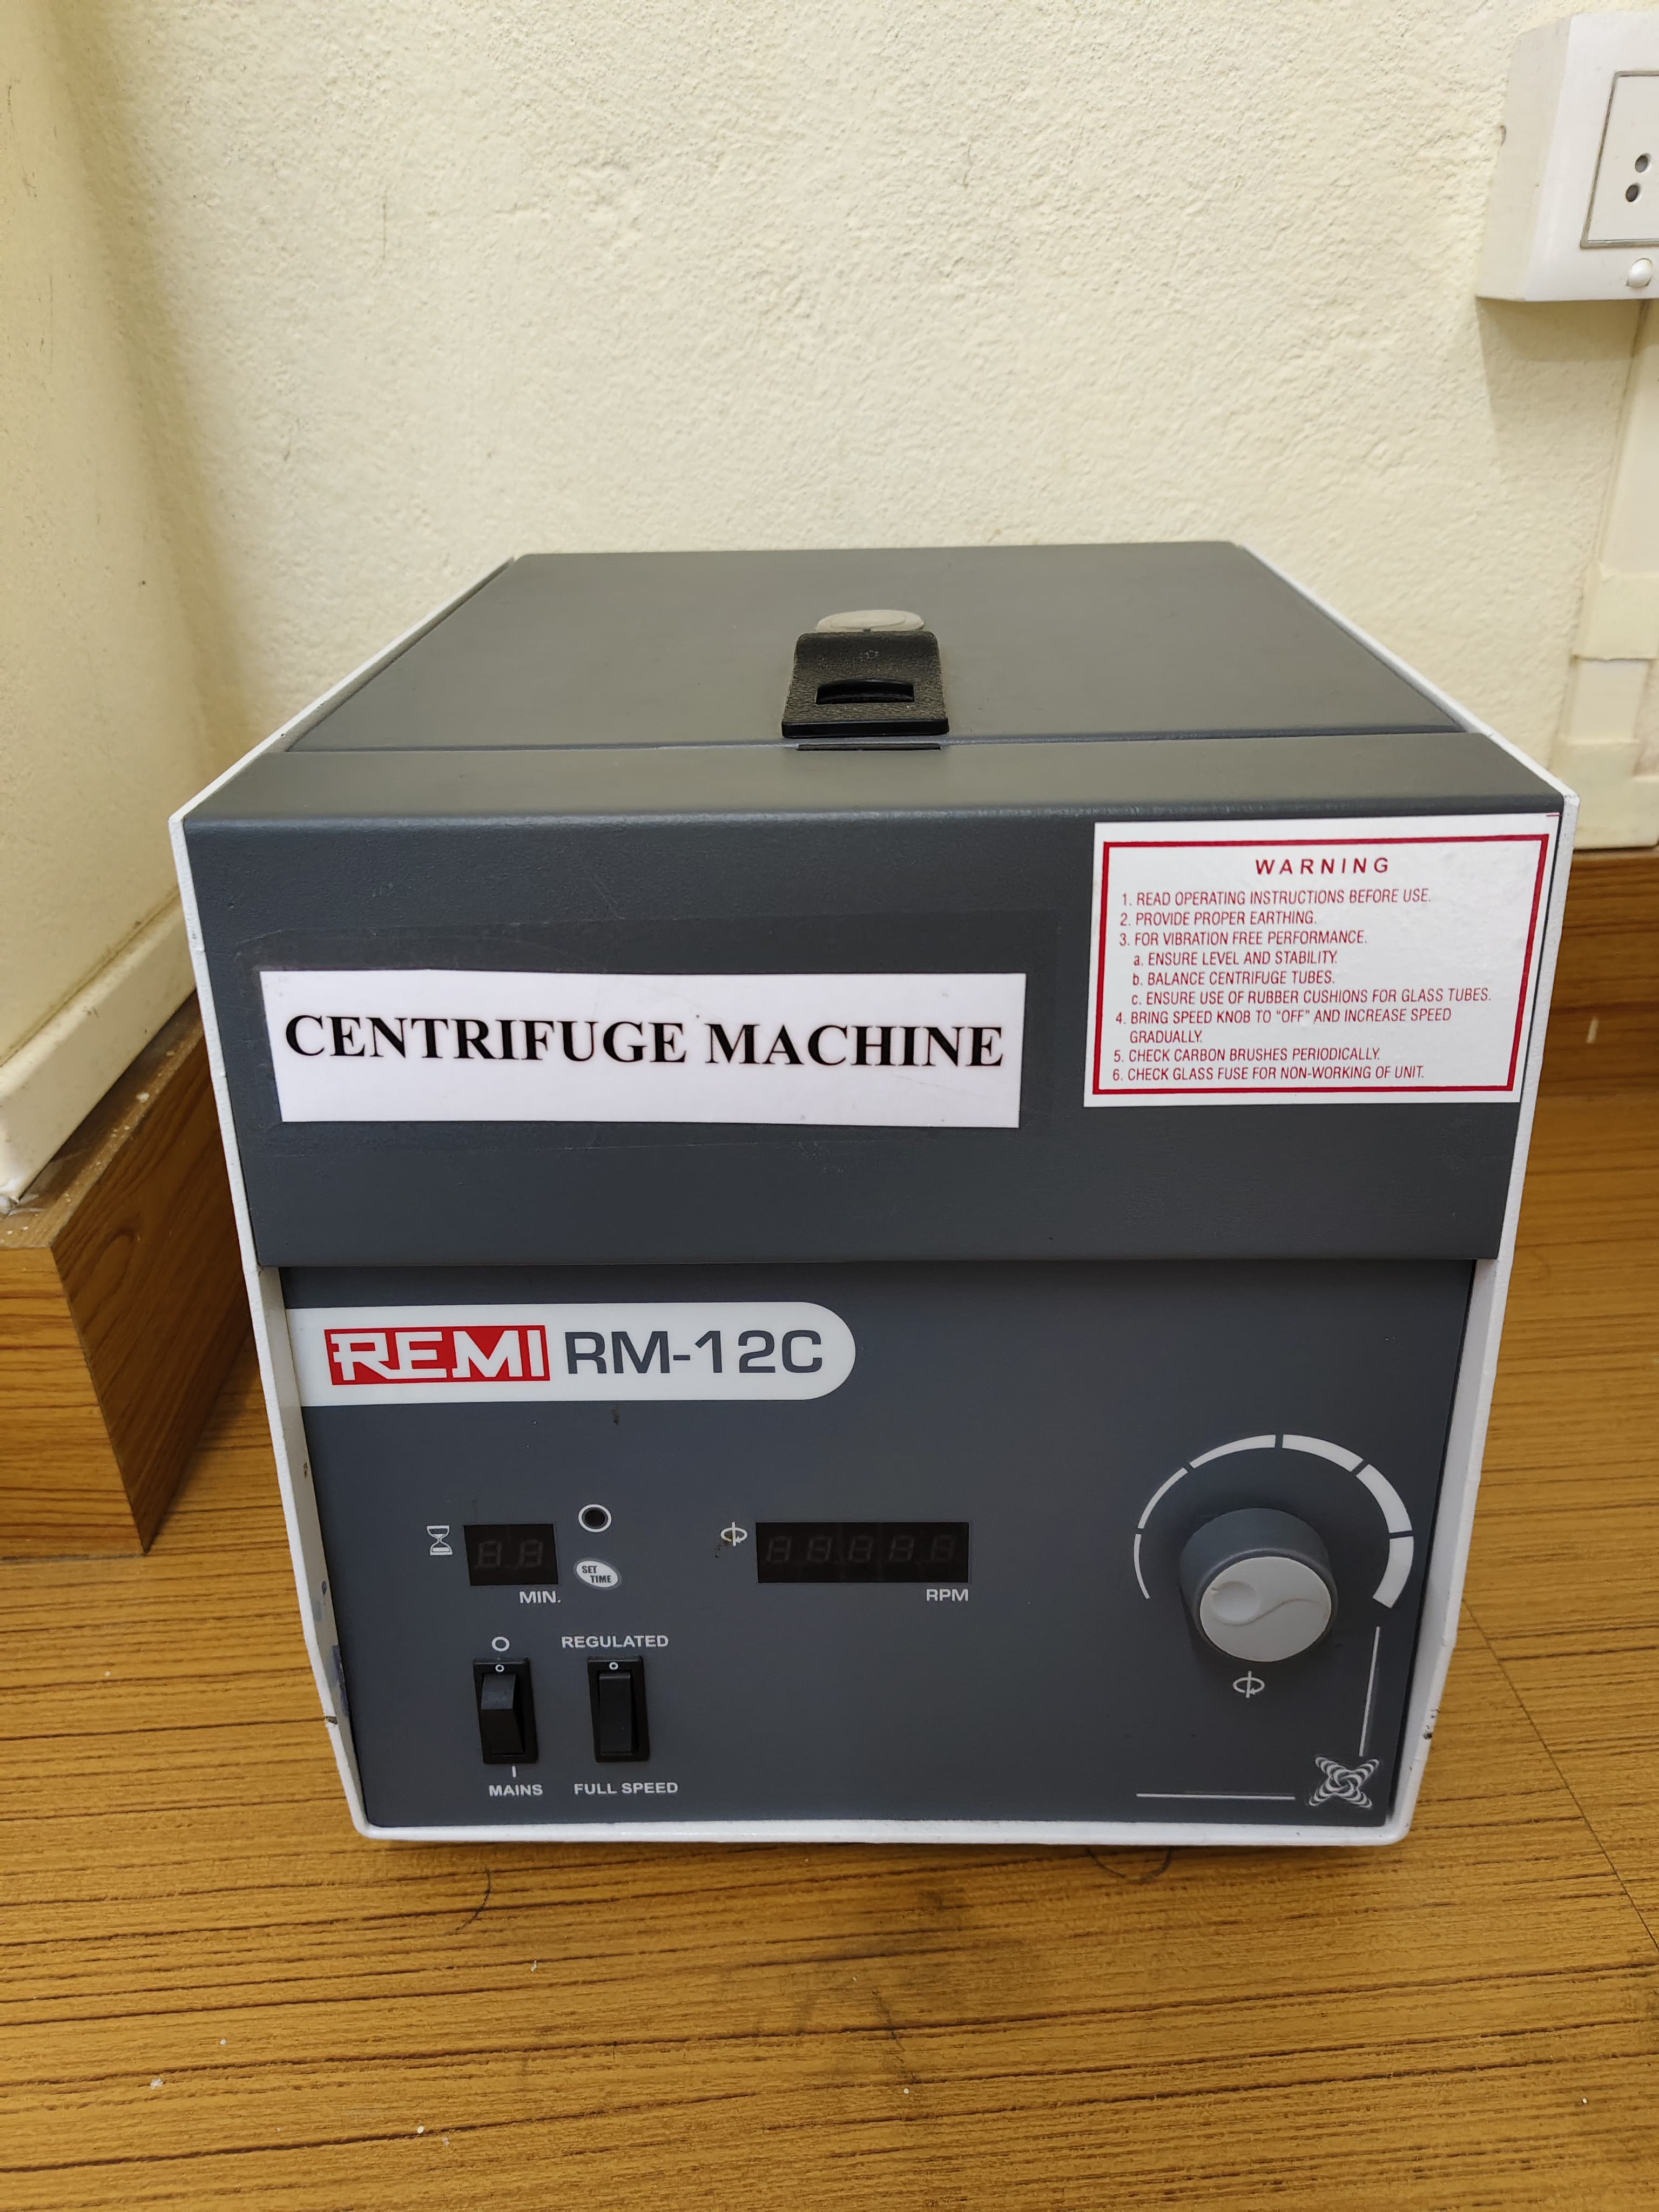 WARNING
1. READ OPERATING INSTRUCTIONS BEFORE USE.
2. PROVIDE PROPER EARTHING.
3. FOR VIBRATION FREE PERFORMANCE.
a. ENSURE LEVEL AND STABILITY.
b. BALANCE CENTRIFUGE TUBES.
c. ENSURE USE OF RUBBER CUSHIONS FOR GLASS TUBES.
4. BRING SPEED KNOB TO "OFF" AND INCREASE SPEED
GRADUALLY.
5. CHECK CARBON BRUSHES PERIODICALLY.
6. CHECK GLASS FUSE FOR NON-WORKING OF UNIT.
CENTRIFUGE MACHINE
REMI RM-12C
SET
TIME
MIN.
RPM
REGULATED
MAINS
FULL SPEED